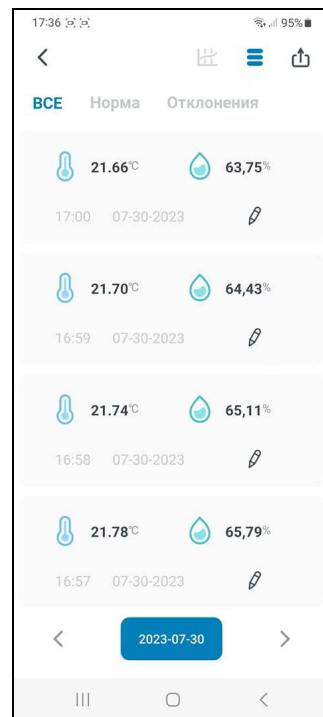 17:36 95%
ВСЕ Норма Отклонения
21.66°C 63,75%
17:00 07-30-2023
21.70°C 64,43%
16:59 07-30-2023
21.74°C 65,11%
16:58 07-30-2023
21.78°C 65,79%
16:57 07-30-2023
2023-07-30